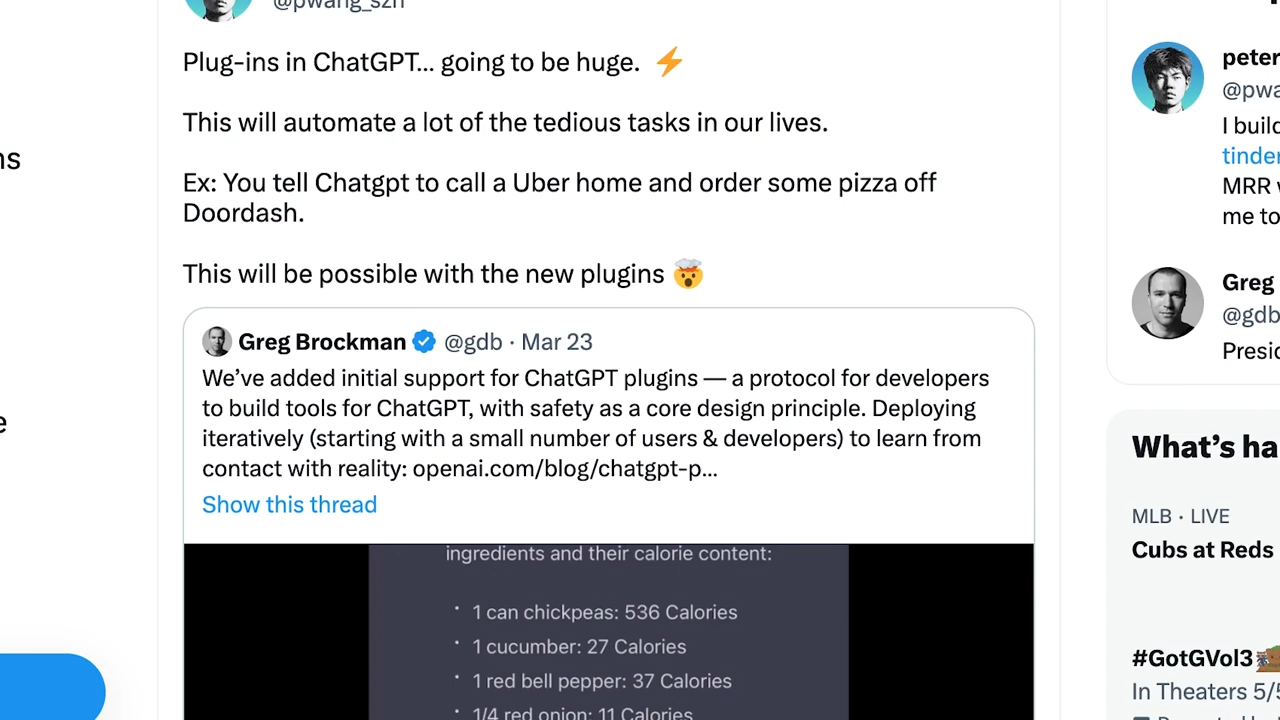 @pwang_szn
Plug-ins in ChatGPT... going to be huge. ⚡
This will automate a lot of the tedious tasks in our lives.
Ex: You tell Chatgpt to call a Uber home and order some pizza off
Doordash.
This will be possible with the new plugins 🤯
Greg Brockman @gdb · Mar 23
We’ve added initial support for ChatGPT plugins — a protocol for developers
to build tools for ChatGPT, with safety as a core design principle. Deploying
iteratively (starting with a small number of users & developers) to learn from
contact with reality: openai.com/blog/chatgpt-p...
Show this thread
ingredients and their calorie content:
• 1 can chickpeas: 536 Calories
• 1 cucumber: 27 Calories
• 1 red bell pepper: 37 Calories
• 1/4 red onion: 11 Calories
ns
e
peter
@pwa
I build
tinder
MRR
me to
Greg
@gdb
Presid
What’s ha
MLB · LIVE
Cubs at Reds
#GotGVol3
In Theaters 5/5